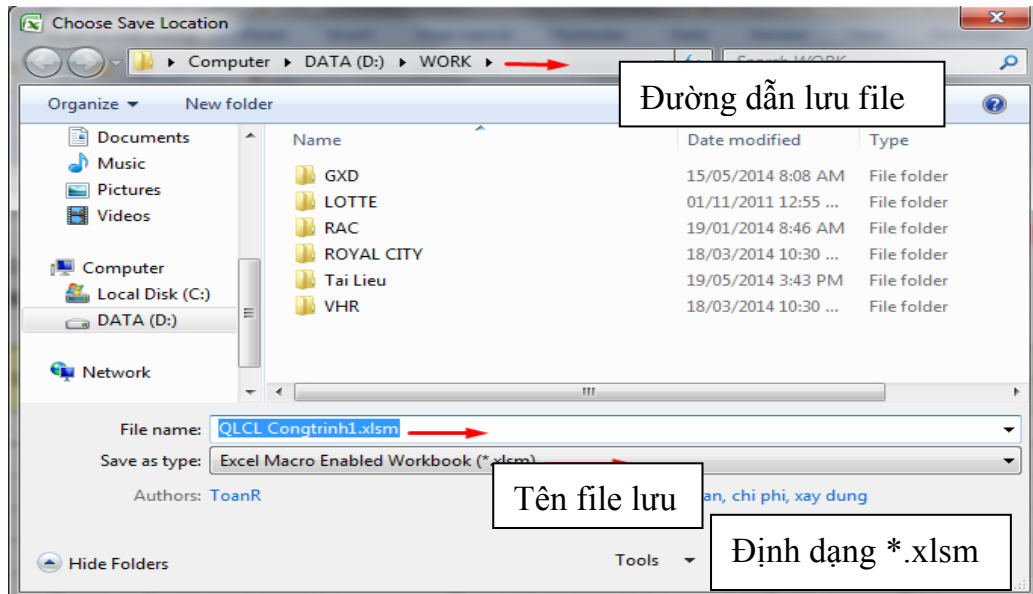 Choose Save Location
Computer DATA (D:) WORK
Đường dẫn lưu file
Organize New folder
Documents
Music
Pictures
Videos
Computer
Local Disk (C:)
DATA (D:)
Network
Name Date modified Type
GXD 15/05/2014 8:08 AM File folder
LOTTE 01/11/2011 12:55 ... File folder
RAC 19/01/2014 8:46 AM File folder
ROYAL CITY 18/03/2014 10:30 ... File folder
Tai Lieu 19/05/2014 3:43 PM File folder
VHR 18/03/2014 10:30 ... File folder
File name: QLCL Congtrinh1.xlsm
Save as type: Excel Macro Enabled Workbook (*.xlsm)
Authors: ToanR
Tên file lưu
an, chi phi, xay dung
Định dạng *.xlsm
Hide Folders
Tools